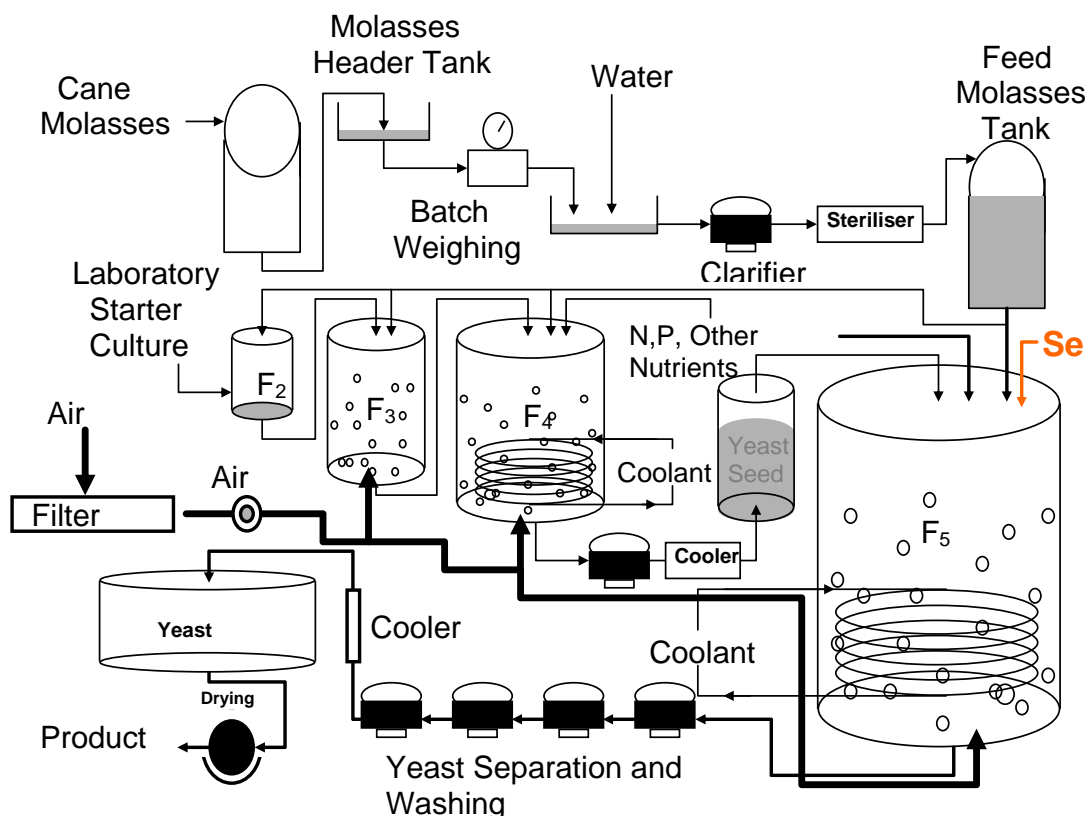 Molasses
Header Tank
Cane
Molasses
Water
Feed
Molasses
Tank
Batch
Weighing
Steriliser
Clarifier
Laboratory
Starter
Culture
N,P, Other
Nutrients
Se
F2
F3
F4
Yeast
Seed
Air
Air
Filter
Coolant
Cooler
F5
Yeast
Cooler
Coolant
Drying
Product
Yeast Separation and
Washing